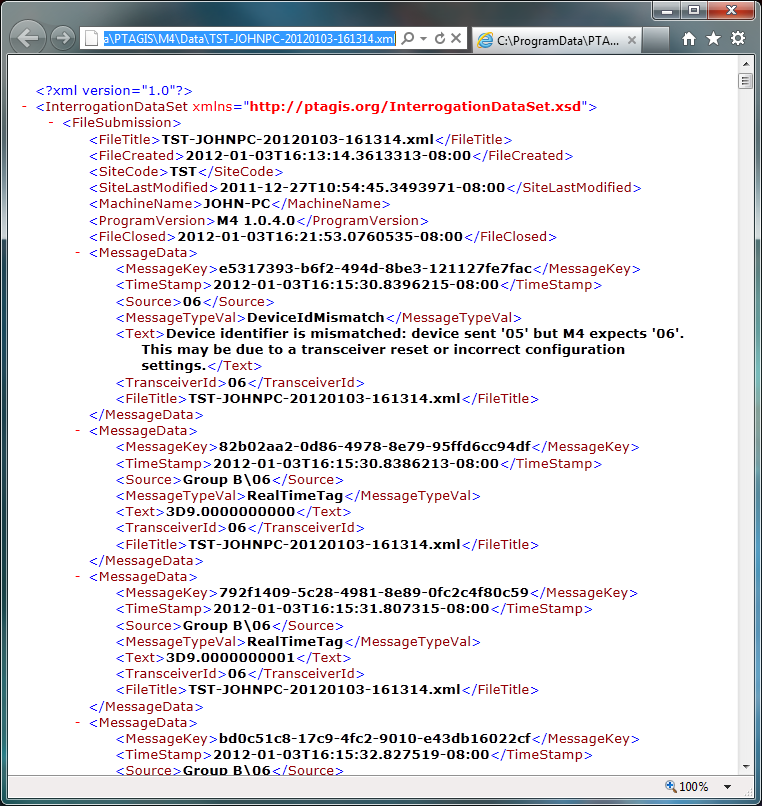 a\PTAGIS\M4\Data\TST-JOHNPC-20120103-161314.xml
C:\ProgramData\PTA...
<?xml version="1.0"?>
- <InterrogationDataSet xmlns="http://ptagis.org/InterrogationDataSet.xsd">
- <FileSubmission>
<FileTitle>TST-JOHNPC-20120103-161314.xml</FileTitle>
<FileCreated>2012-01-03T16:13:14.3613313-08:00</FileCreated>
<SiteCode>TST</SiteCode>
<SiteLastModified>2011-12-27T10:54:45.3493971-08:00</SiteLastModified>
<MachineName>JOHN-PC</MachineName>
<ProgramVersion>M4 1.0.4.0</ProgramVersion>
<FileClosed>2012-01-03T16:21:53.0760535-08:00</FileClosed>
- <MessageData>
<MessageKey>e5317393-b6f2-494d-8be3-121127fe7fac</MessageKey>
<TimeStamp>2012-01-03T16:15:30.8396215-08:00</TimeStamp>
<Source>06</Source>
<MessageTypeVal>DeviceIdMismatch</MessageTypeVal>
<Text>Device identifier is mismatched: device sent '05' but M4 expects '06'.
This may be due to a transceiver reset or incorrect configuration
settings.</Text>
<TransceiverId>06</TransceiverId>
<FileTitle>TST-JOHNPC-20120103-161314.xml</FileTitle>
</MessageData>
- <MessageData>
<MessageKey>82b02aa2-0d86-4978-8e79-95ffd6cc94df</MessageKey>
<TimeStamp>2012-01-03T16:15:30.8386213-08:00</TimeStamp>
<Source>Group B\06</Source>
<MessageTypeVal>RealTimeTag</MessageTypeVal>
<Text>3D9.0000000000</Text>
<TransceiverId>06</TransceiverId>
<FileTitle>TST-JOHNPC-20120103-161314.xml</FileTitle>
</MessageData>
- <MessageData>
<MessageKey>792f1409-5c28-4981-8e89-0fc2c4f80c59</MessageKey>
<TimeStamp>2012-01-03T16:15:31.807315-08:00</TimeStamp>
<Source>Group B\06</Source>
<MessageTypeVal>RealTimeTag</MessageTypeVal>
<Text>3D9.0000000001</Text>
<TransceiverId>06</TransceiverId>
<FileTitle>TST-JOHNPC-20120103-161314.xml</FileTitle>
</MessageData>
- <MessageData>
<MessageKey>bd0c51c8-17c9-4fc2-9010-e43db16022cf</MessageKey>
<TimeStamp>2012-01-03T16:15:32.827519-08:00</TimeStamp>
<Source>Group B\06</Source>
100%